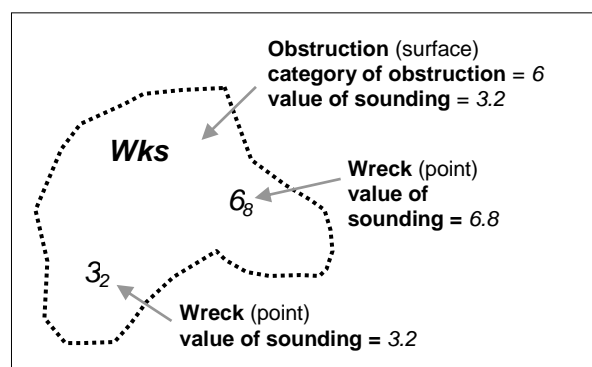 Obstruction (surface)
category of obstruction = 6
value of sounding = 3.2
Wks
Wreck (point)
value of
sounding = 6.8
6₈
3₂
Wreck (point)
value of sounding = 3.2